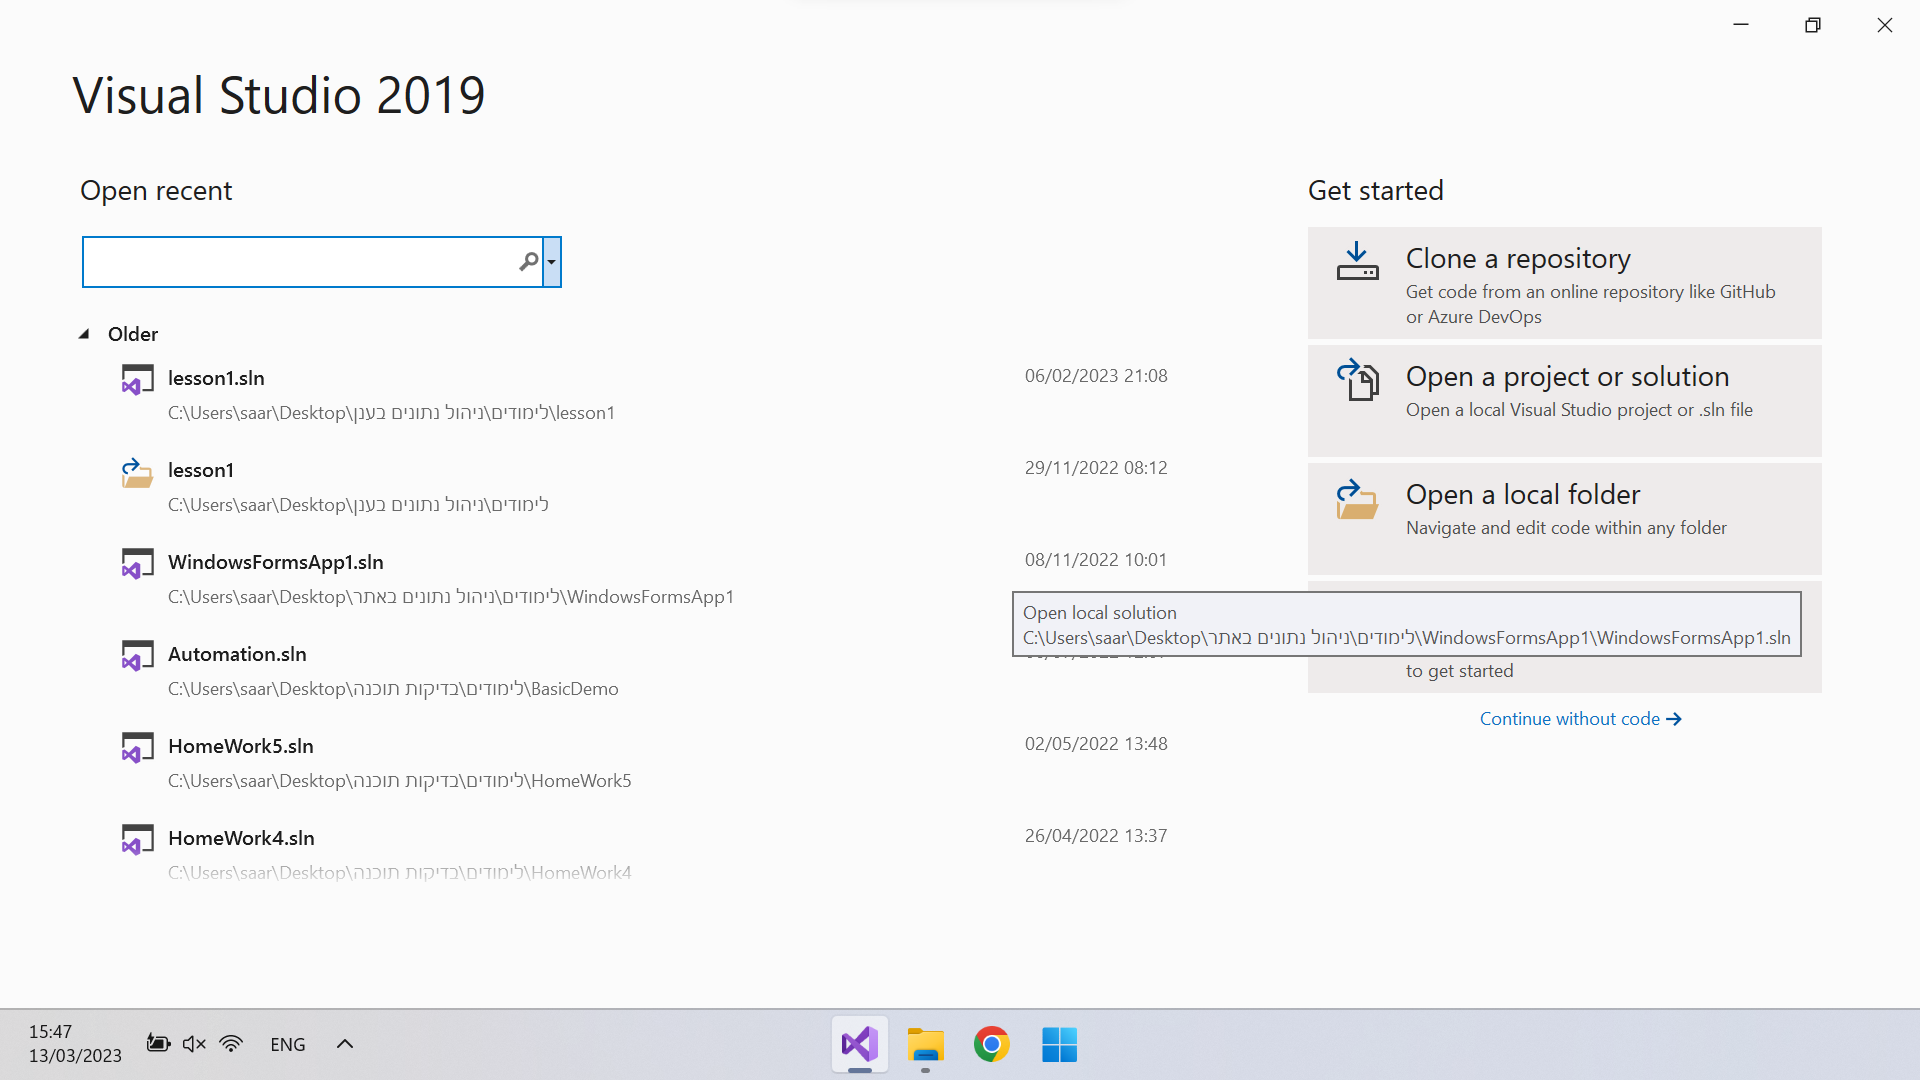 Visual Studio 2019
Open recent
Older
lesson1.sln
06/02/2023 21:08
C:\Users\saar\Desktop\לימודים\ניהול נתונים בענן\lesson1
lesson1
29/11/2022 08:12
C:\Users\saar\Desktop\לימודים\ניהול נתונים בענן
WindowsFormsApp1.sln
08/11/2022 10:01
C:\Users\saar\Desktop\לימודים\ניהול נתונים באתר\WindowsFormsApp1
Automation.sln
C:\Users\saar\Desktop\לימודים\בדיקות תוכנה\BasicDemo
HomeWork5.sln
02/05/2022 13:48
C:\Users\saar\Desktop\לימודים\בדיקות תוכנה\HomeWork5
HomeWork4.sln
26/04/2022 13:37
C:\Users\saar\Desktop\לימודים\בדיקות תוכנה\HomeWork4
Get started
Clone a repository
Get code from an online repository like GitHub
or Azure DevOps
Open a project or solution
Open a local Visual Studio project or .sln file
Open a local folder
Navigate and edit code within any folder
Open local solution
C:\Users\saar\Desktop\לימודים\ניהול נתונים באתר\WindowsFormsApp1\WindowsFormsApp1.sln
to get started
Continue without code
15:47
13/03/2023
ENG